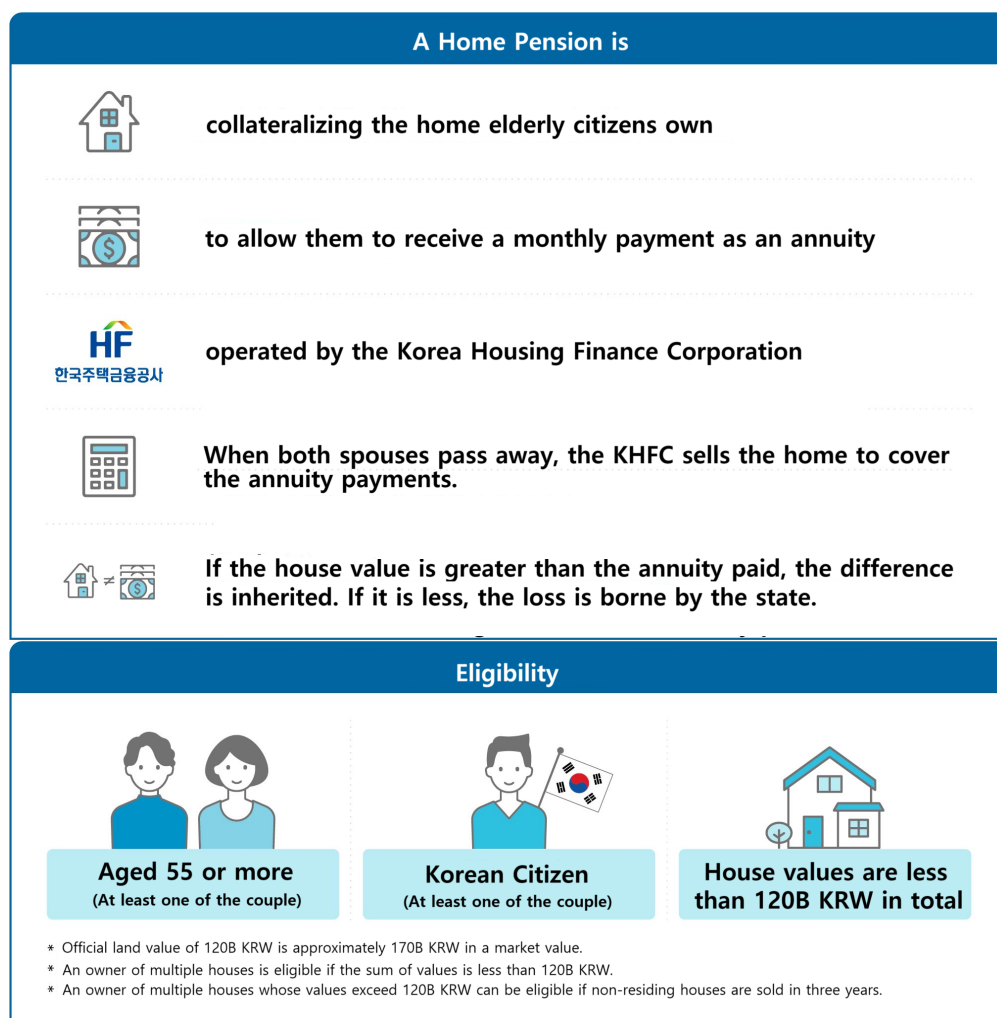 A Home Pension is
collateralizing the home elderly citizens own
$
to allow them to receive a monthly payment as an annuity
HF
한국주택금융공사
operated by the Korea Housing Finance Corporation
When both spouses pass away, the KHFC sells the home to cover
the annuity payments.
≠ $
If the house value is greater than the annuity paid, the difference
is inherited. If it is less, the loss is borne by the state.
Eligibility
Aged 55 or more
(At least one of the couple)
Korean Citizen
(At least one of the couple)
House values are less
than 120B KRW in total
* Official land value of 120B KRW is approximately 170B KRW in a market value.
* An owner of multiple houses is eligible if the sum of values is less than 120B KRW.
* An owner of multiple houses whose values exceed 120B KRW can be eligible if non-residing houses are sold in three years.